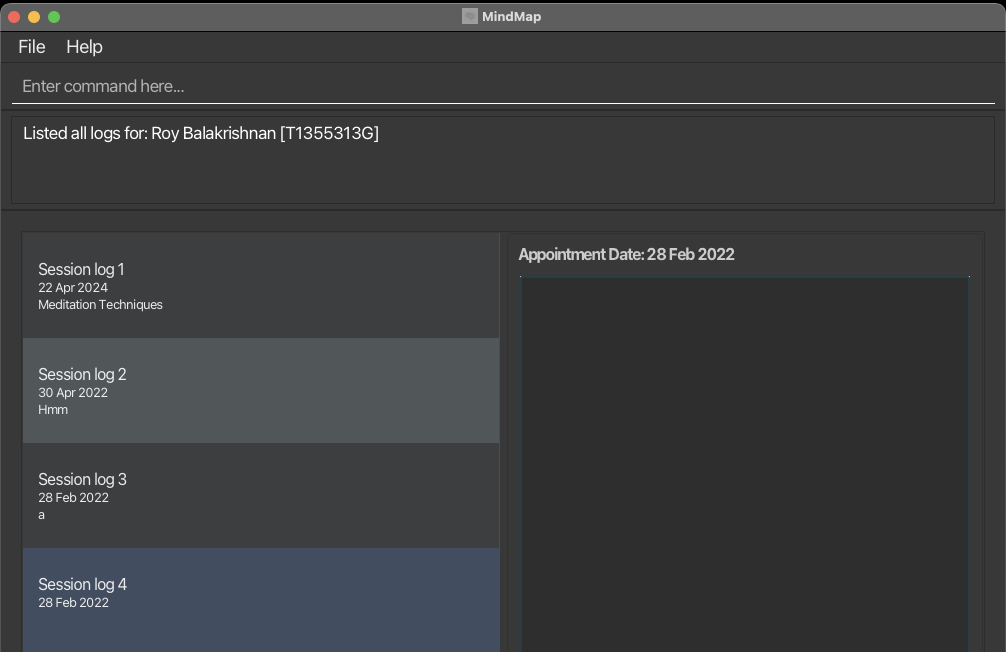 MindMap
File Help
Enter command here...
Listed all logs for: Roy Balakrishnan [T1355313G]
Session log 1
22 Apr 2024
Meditation Techniques
Session log 2
30 Apr 2022
Hmm
Session log 3
28 Feb 2022
a
Session log 4
28 Feb 2022
Appointment Date: 28 Feb 2022